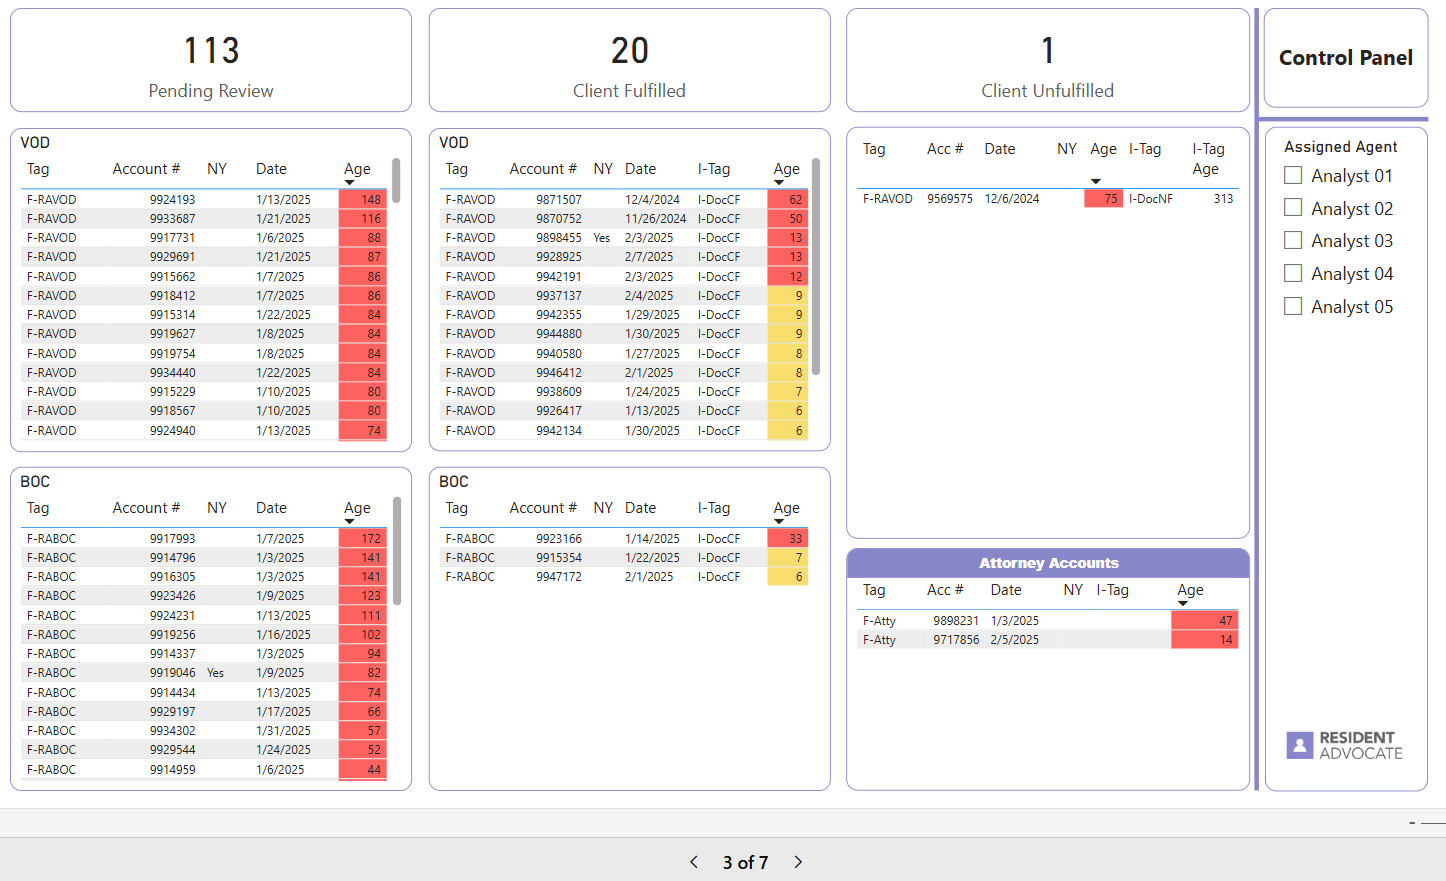 113
Pending Review
20
Client Fulfilled
1
Client Unfulfilled
Control Panel
VOD
Tag Account # NY Date Age
F-RAVOD 9924193 1/13/2025 148
F-RAVOD 9933687 1/21/2025 116
F-RAVOD 9917731 1/6/2025 88
F-RAVOD 9929691 1/21/2025 87
F-RAVOD 9915662 1/7/2025 86
F-RAVOD 9918412 1/7/2025 86
F-RAVOD 9915314 1/22/2025 84
F-RAVOD 9919627 1/8/2025 84
F-RAVOD 9919754 1/8/2025 84
F-RAVOD 9934440 1/22/2025 84
F-RAVOD 9915229 1/10/2025 80
F-RAVOD 9918567 1/10/2025 80
F-RAVOD 9924940 1/13/2025 74
VOD
Tag Account # NY Date I-Tag Age
F-RAVOD 9871507 12/4/2024 I-DocCF 62
F-RAVOD 9870752 11/26/2024 I-DocCF 50
F-RAVOD 9898455 Yes 2/3/2025 I-DocCF 13
F-RAVOD 9928925 2/7/2025 I-DocCF 13
F-RAVOD 9942191 2/3/2025 I-DocCF 12
F-RAVOD 9937137 2/4/2025 I-DocCF 9
F-RAVOD 9942355 1/29/2025 I-DocCF 9
F-RAVOD 9944880 1/30/2025 I-DocCF 9
F-RAVOD 9940580 1/27/2025 I-DocCF 8
F-RAVOD 9946412 2/1/2025 I-DocCF 8
F-RAVOD 9938609 1/24/2025 I-DocCF 7
F-RAVOD 9926417 1/13/2025 I-DocCF 6
F-RAVOD 9942134 1/30/2025 I-DocCF 6
Tag Acc # Date NY Age I-Tag I-Tag
Age
F-RAVOD 9569575 12/6/2024 75 I-DocNF 313
Assigned Agent
Analyst 01
Analyst 02
Analyst 03
Analyst 04
Analyst 05
BOC
Tag Account # NY Date Age
F-RABOC 9917993 1/7/2025 172
F-RABOC 9914796 1/3/2025 141
F-RABOC 9916305 1/3/2025 141
F-RABOC 9923426 1/9/2025 123
F-RABOC 9924231 1/13/2025 111
F-RABOC 9919256 1/16/2025 102
F-RABOC 9914337 1/3/2025 94
F-RABOC 9919046 Yes 1/9/2025 82
F-RABOC 9914434 1/13/2025 74
F-RABOC 9929197 1/17/2025 66
F-RABOC 9934302 1/31/2025 57
F-RABOC 9929544 1/24/2025 52
F-RABOC 9914959 1/6/2025 44
BOC
Tag Account # NY Date I-Tag Age
F-RABOC 9923166 1/14/2025 I-DocCF 33
F-RABOC 9915354 1/22/2025 I-DocCF 7
F-RABOC 9947172 2/1/2025 I-DocCF 6
Attorney Accounts
Tag Acc # Date NY I-Tag Age
F-Atty 9898231 1/3/2025 47
F-Atty 9717856 2/5/2025 14
RESIDENT
ADVOCATE
3 of 7